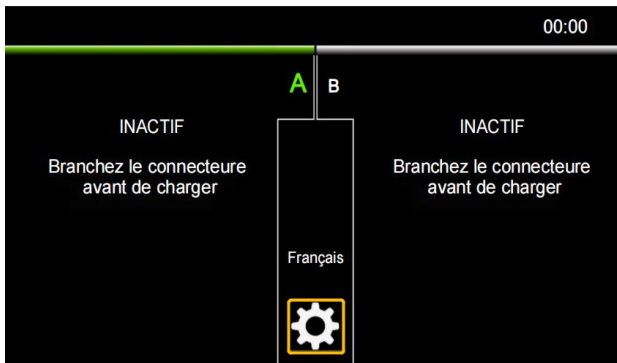 00:00
A B
INACTIF
Branchez le connecteure
avant de charger
Français
INACTIF
Branchez le connecteure
avant de charger